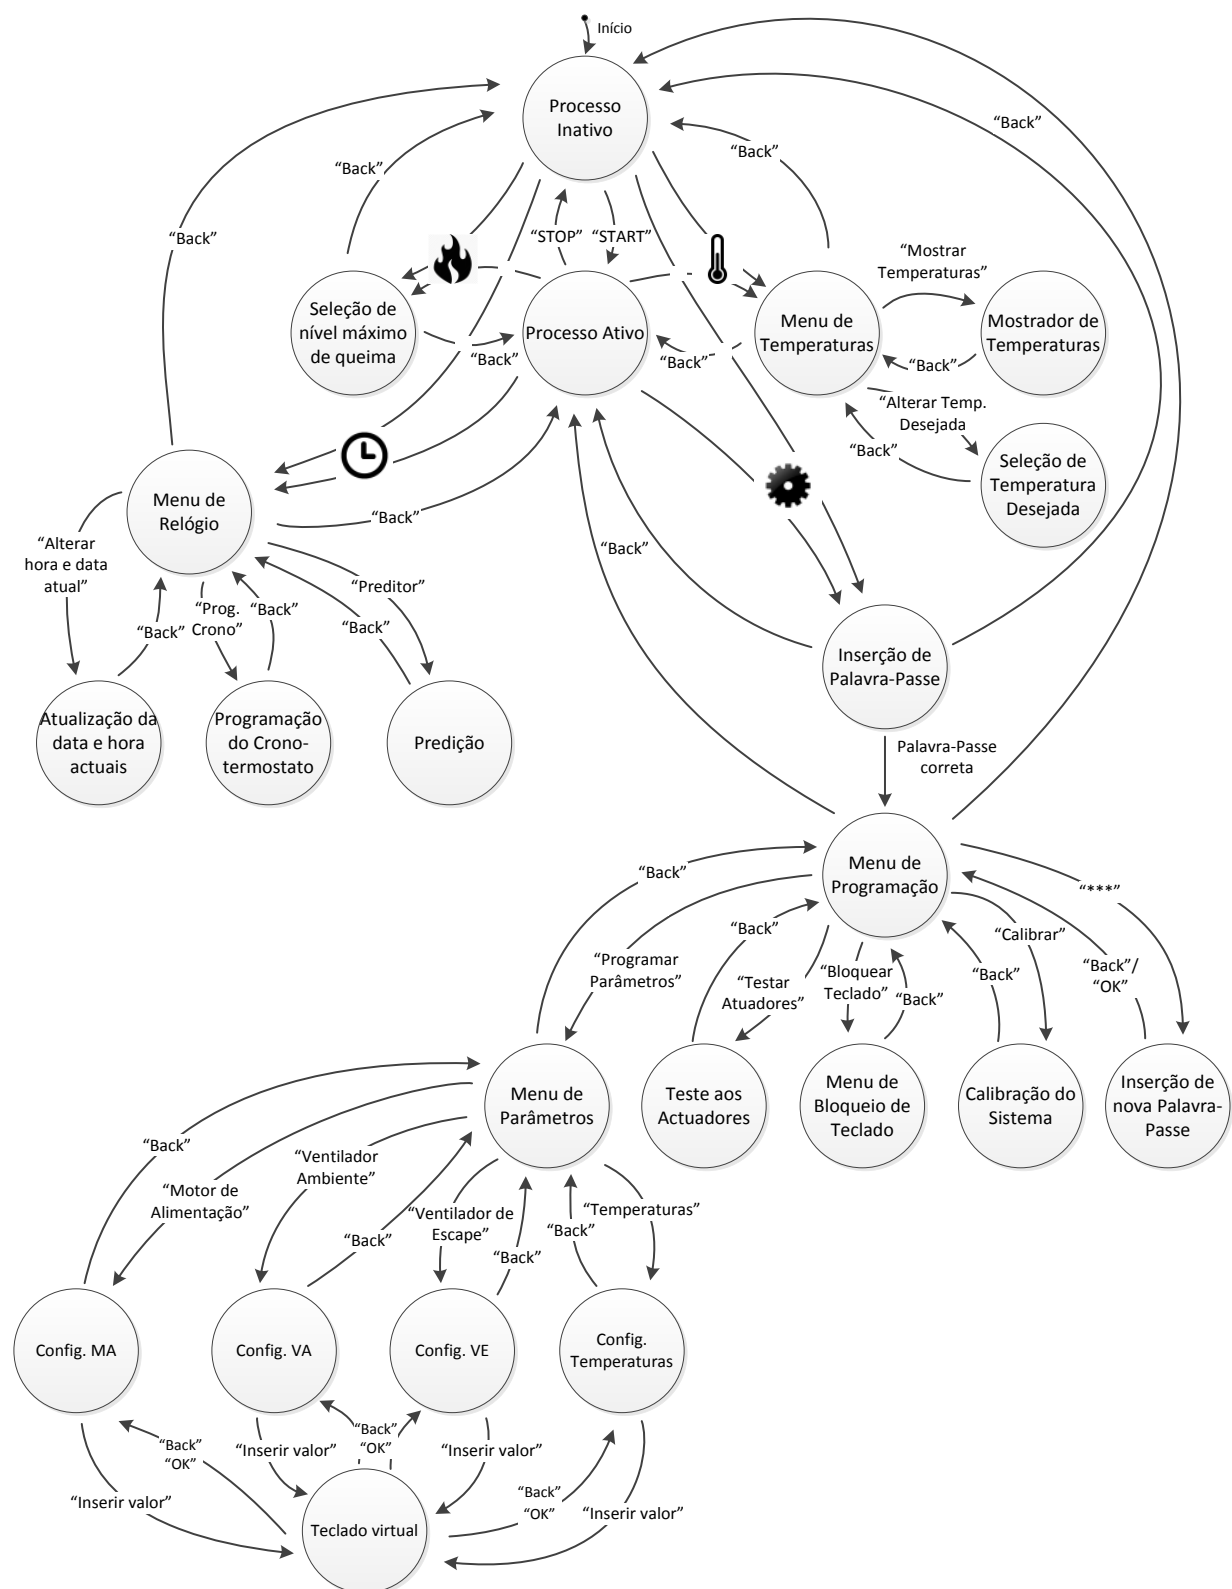 Início
Processo
Inativo
“Back”
“Back”
“Back”
“Back”
“STOP”
“START”
“Mostrar
Temperaturas”
Seleção de
nível máximo
de queima
Processo Ativo
Menu de
Temperaturas
Mostrador de
Temperaturas
“Back”
“Back”
“Back”
“Alterar Temp.
Desejada
“Back”
Seleção de
Temperatura
Desejada
Menu de
Relógio
“Back”
“Back”
“Alterar
hora e data
atual”
“Preditor”
“Prog.
Crono”
“Back”
“Back”
“Back”
Inserção de
Palavra-Passe
Atualização da
data e hora
actuais
Programação
do Crono-
termostato
Predição
Palavra-Passe
correta
Menu de
Programação
“Back”
“***”
“Back”
“Calibrar”
“Programar
Parâmetros”
“Testar
Atuadores”
“Bloquear
Teclado”
“Back”
“Back”
“Back”/
“OK”
Menu de
Parâmetros
Teste aos
Actuadores
Menu de
Bloqueio de
Teclado
Calibração do
Sistema
Inserção de
nova Palavra-
Passe
“Back”
“Ventilador
Ambiente”
“Motor de
Alimentação”
“Ventilador de
Escape”
“Temperaturas”
“Back”
“Back”
“Back”
Config. MA
Config. VA
Config. VE
Config.
Temperaturas
“Back”
“OK”
“Inserir valor”
“Back”
“OK”
“Inserir valor”
“Inserir valor”
“Back”
“OK”
“Inserir valor”
Teclado virtual